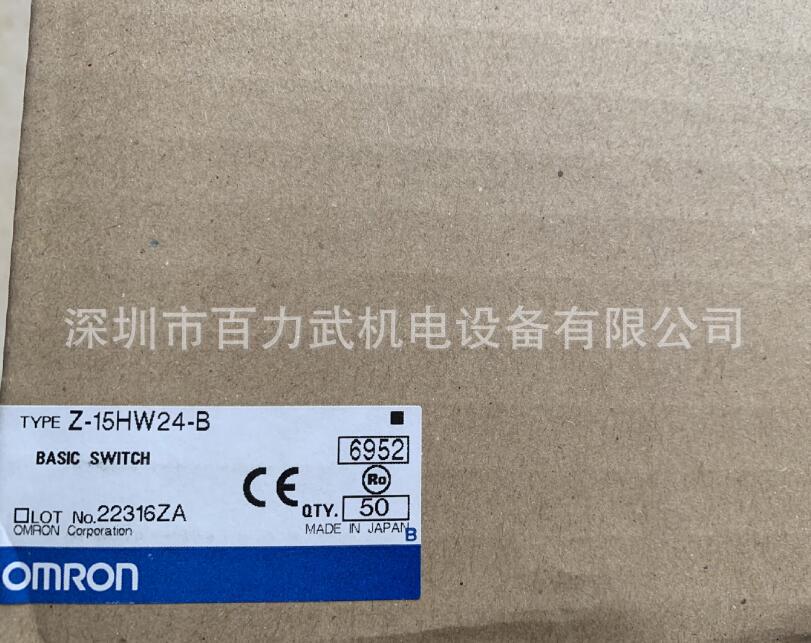 深圳市百力武机电设备有限公司
TYPE Z-15HW24-B ■
BASIC SWITCH 6952
CE Ro
□LOT No.22316ZA QTY. 50
OMRON Corporation MADE IN JAPAN B
OMRON